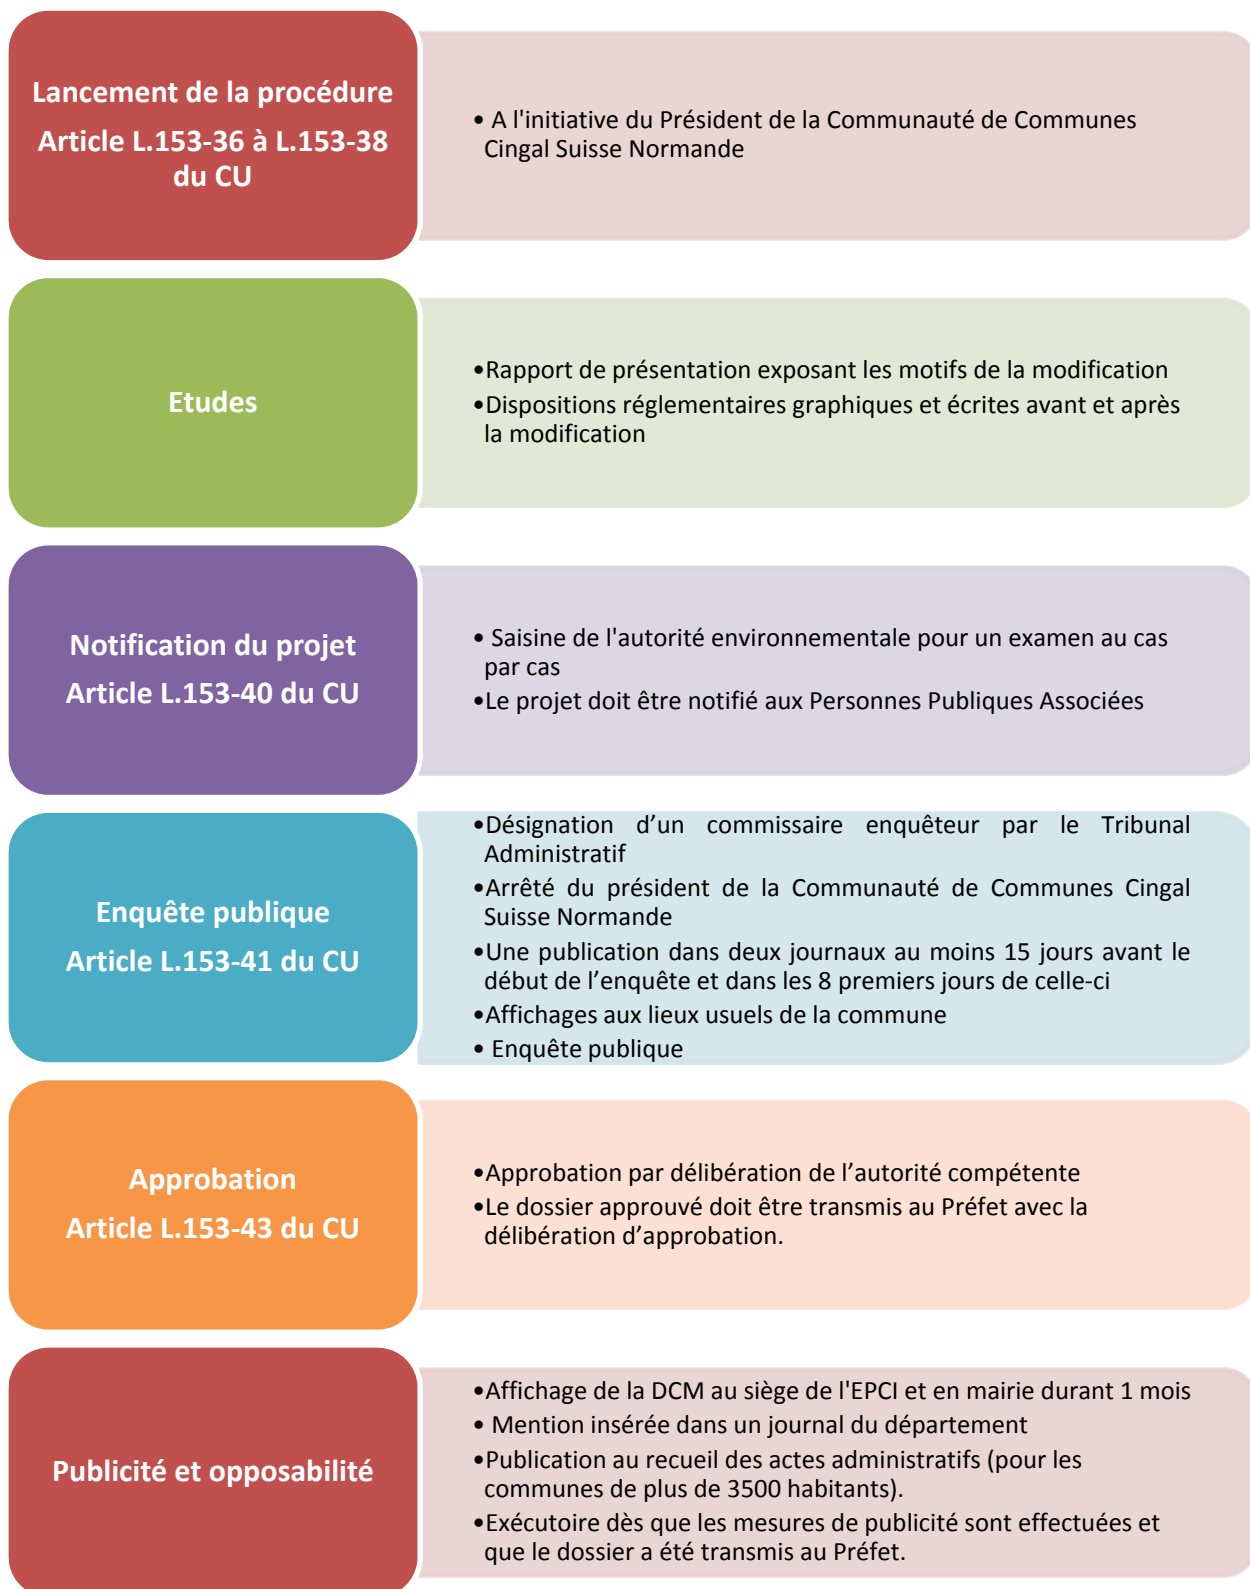 Lancement de la procédure
Article L.153-36 à L.153-38
du CU
• A l'initiative du Président de la Communauté de Communes
Cingal Suisse Normande
Etudes
•Rapport de présentation exposant les motifs de la modification
•Dispositions réglementaires graphiques et écrites avant et après
la modification
Notification du projet
Article L.153-40 du CU
• Saisine de l'autorité environnementale pour un examen au cas
par cas
•Le projet doit être notifié aux Personnes Publiques Associées
Enquête publique
Article L.153-41 du CU
•Désignation d’un commissaire enquêteur par le Tribunal
Administratif
•Arrêté du président de la Communauté de Communes Cingal
Suisse Normande
•Une publication dans deux journaux au moins 15 jours avant le
début de l’enquête et dans les 8 premiers jours de celle-ci
•Affichages aux lieux usuels de la commune
• Enquête publique
Approbation
Article L.153-43 du CU
•Approbation par délibération de l’autorité compétente
•Le dossier approuvé doit être transmis au Préfet avec la
délibération d’approbation.
Publicité et opposabilité
•Affichage de la DCM au siège de l'EPCI et en mairie durant 1 mois
• Mention insérée dans un journal du département
•Publication au recueil des actes administratifs (pour les
communes de plus de 3500 habitants).
•Exécutoire dès que les mesures de publicité sont effectuées et
que le dossier a été transmis au Préfet.